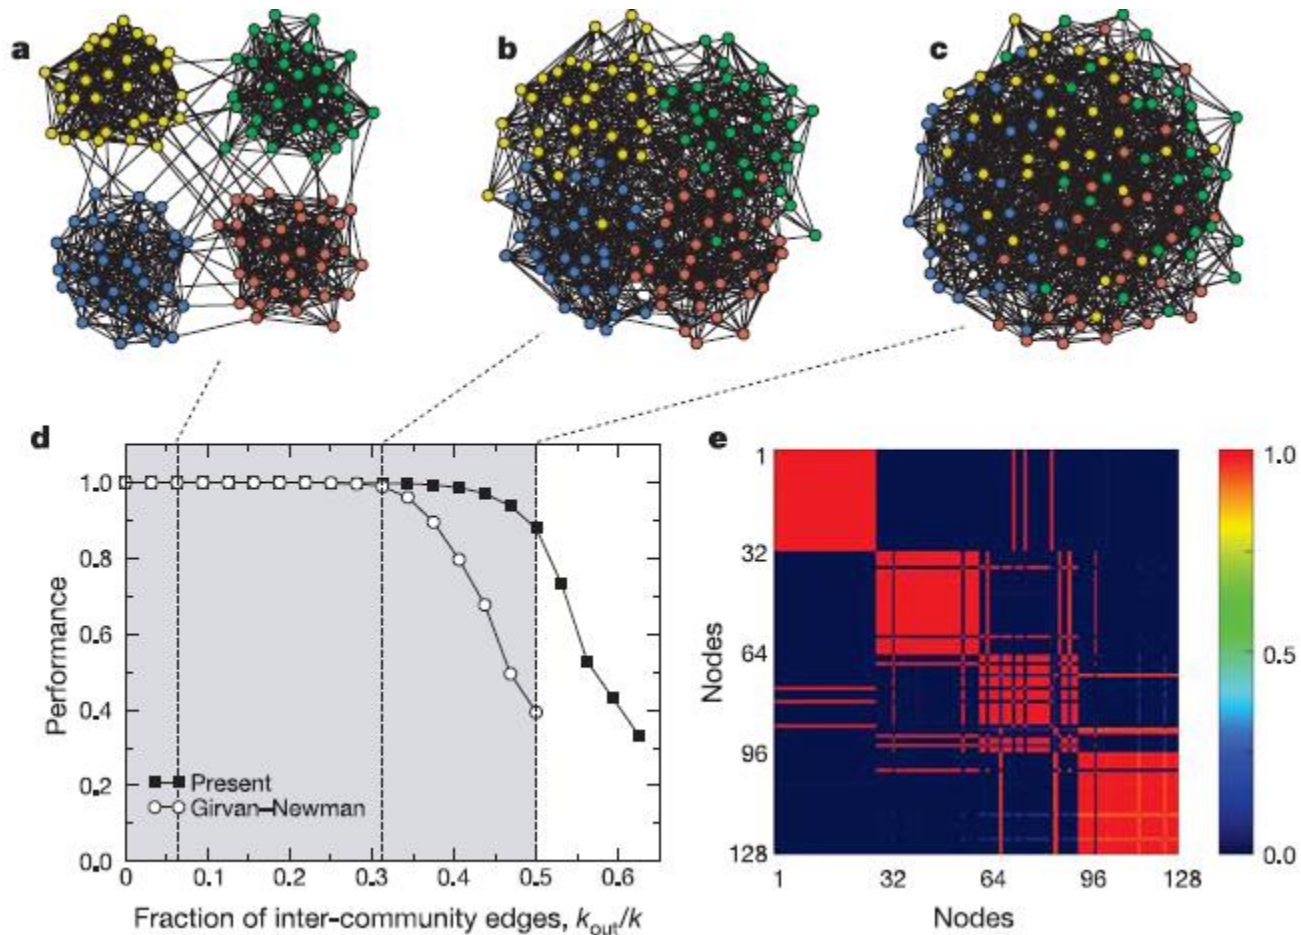 a
b
c
d
e
1.0
0.8
0.6
0.4
0.2
0.0
Performance
Present
Girvan–Newman
0 0.1 0.2 0.3 0.4 0.5 0.6
Fraction of inter-community edges, kout/k
1
32
64
96
128
Nodes
1 32 64 96 128
Nodes
1.0
0.5
0.0